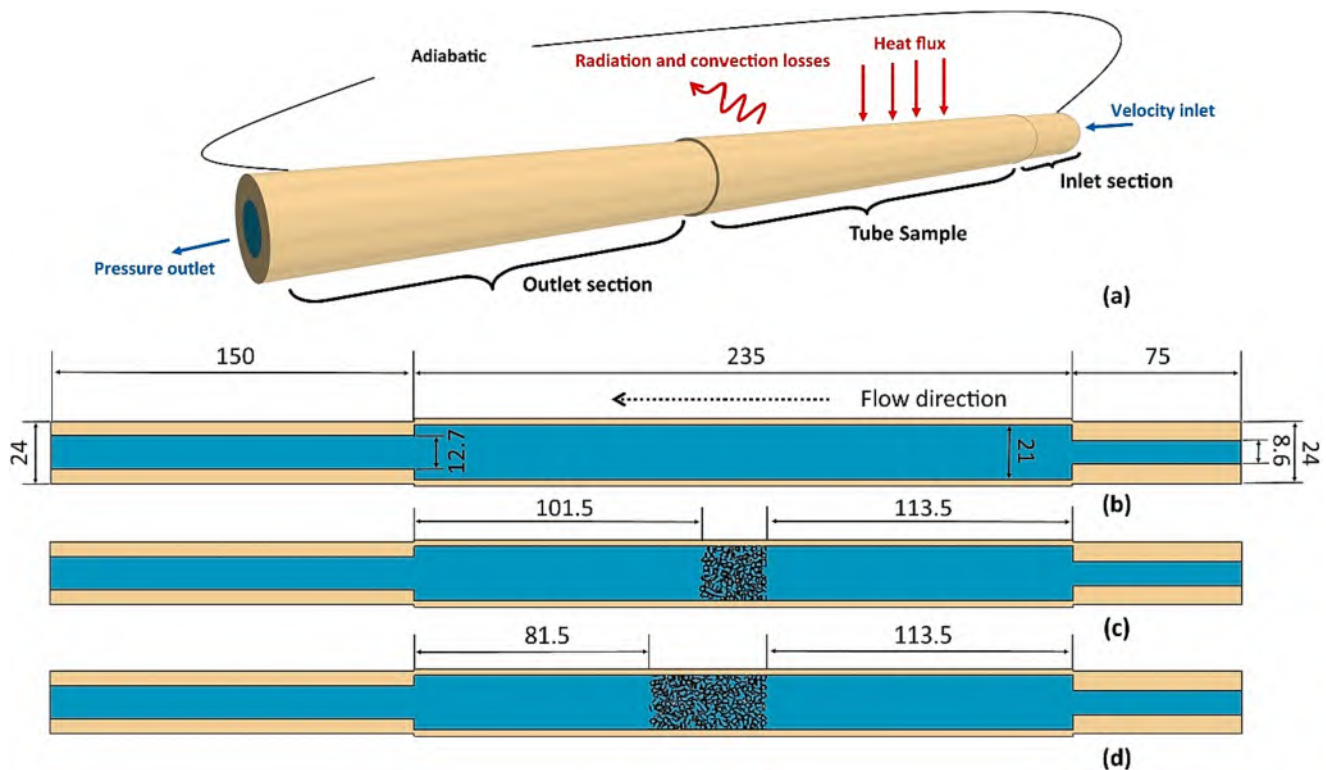 Adiabatic
Heat flux
Radiation and convection losses
Velocity inlet
Inlet section
Tube Sample
Pressure outlet
Outlet section
(a)
150
235
75
Flow direction
24
12.7
21
8.6
24
(b)
101.5
113.5
(c)
81.5
113.5
(d)